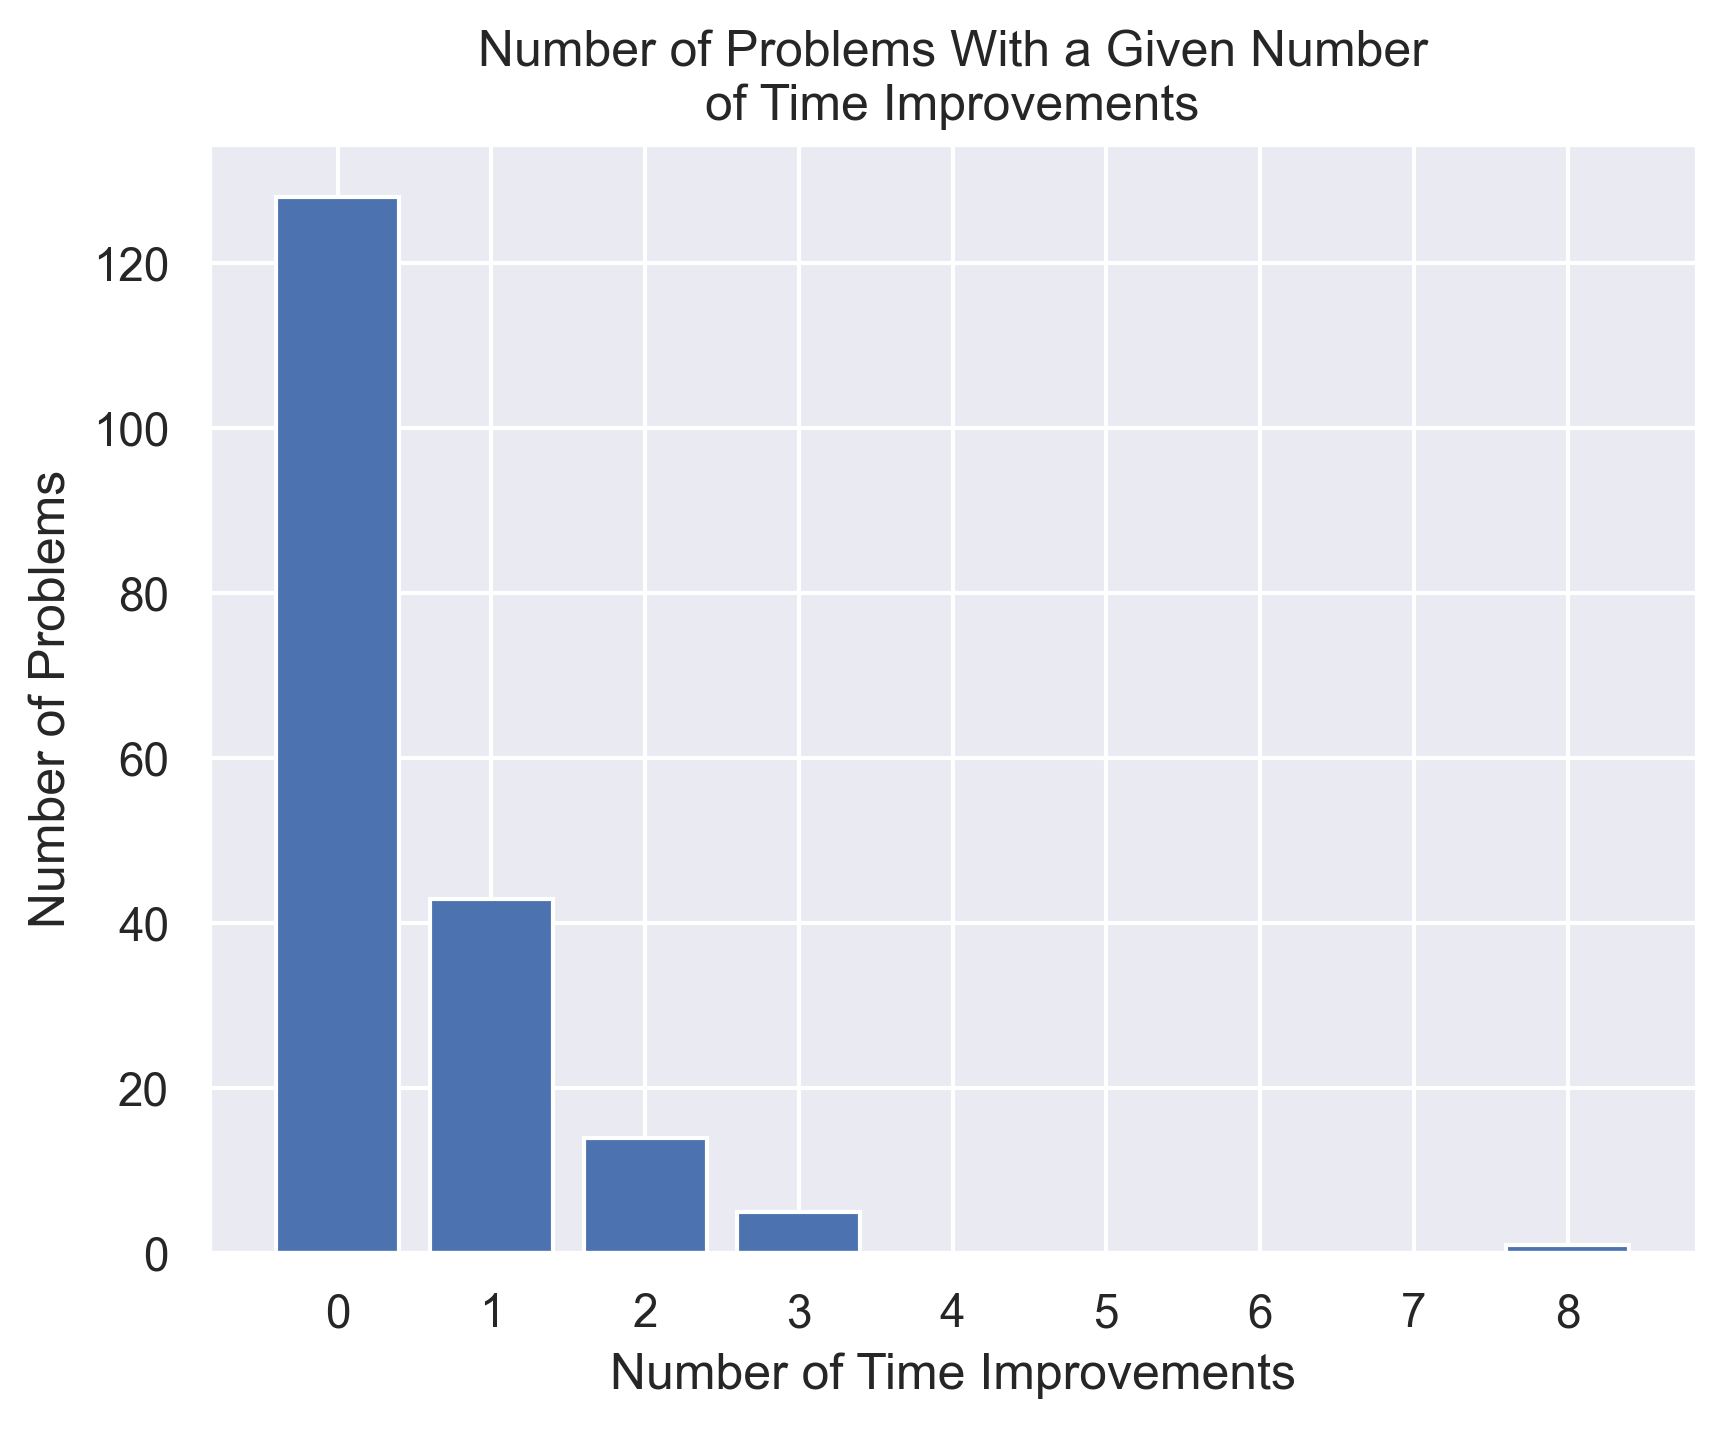 Number of Problems With a Given Number
of Time Improvements
Number of Problems
120
100
80
60
40
20
0
0 1 2 3 4 5 6 7 8
Number of Time Improvements